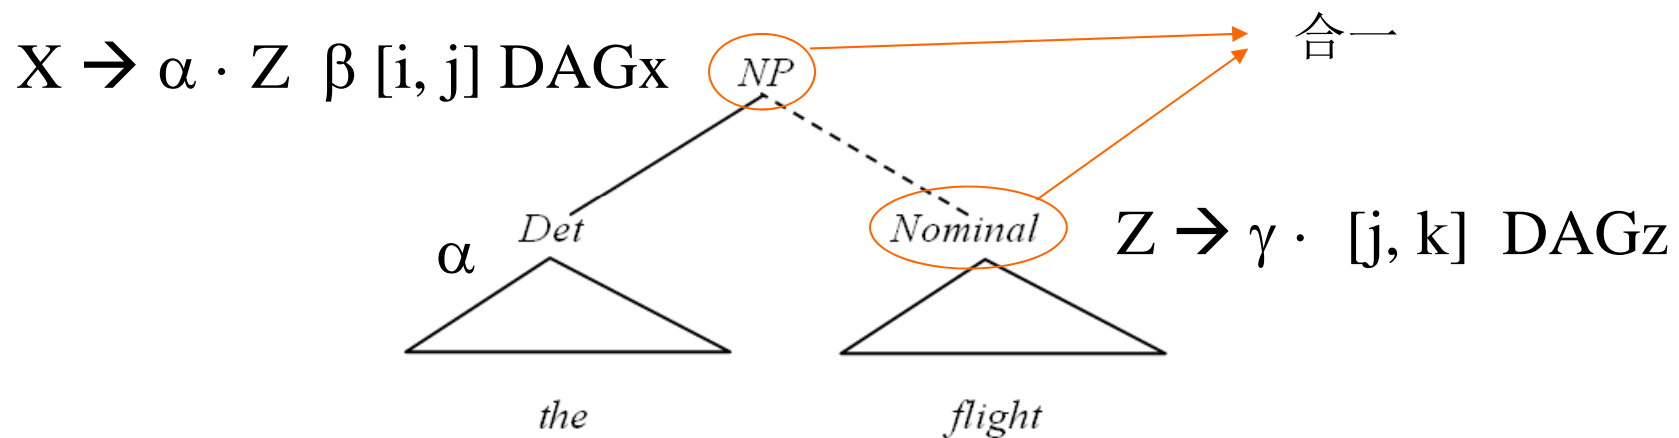 X → α · Z β [i, j] DAGx
NP
合一
Det
α
Nominal
Z → γ · [j, k] DAGz
the
flight